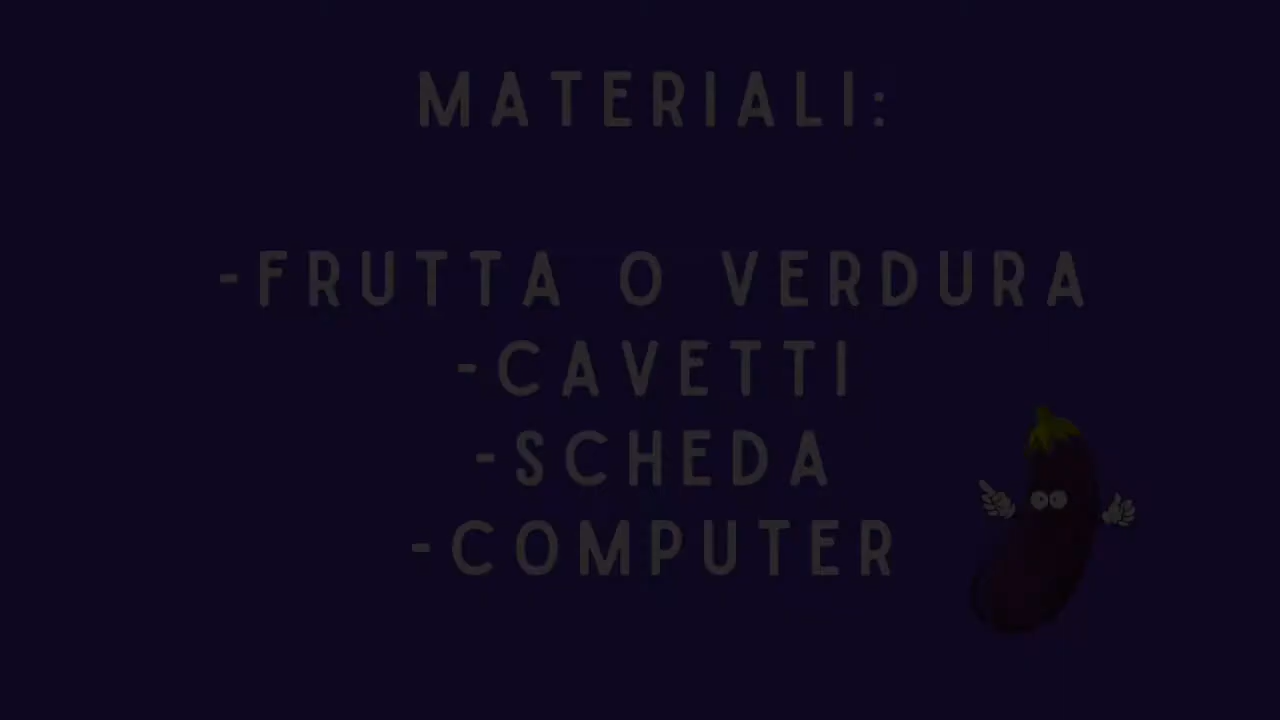 MATERIALI:
-FRUTTA O VERDURA
-CAVETTI
-SCHEDA
-COMPUTER